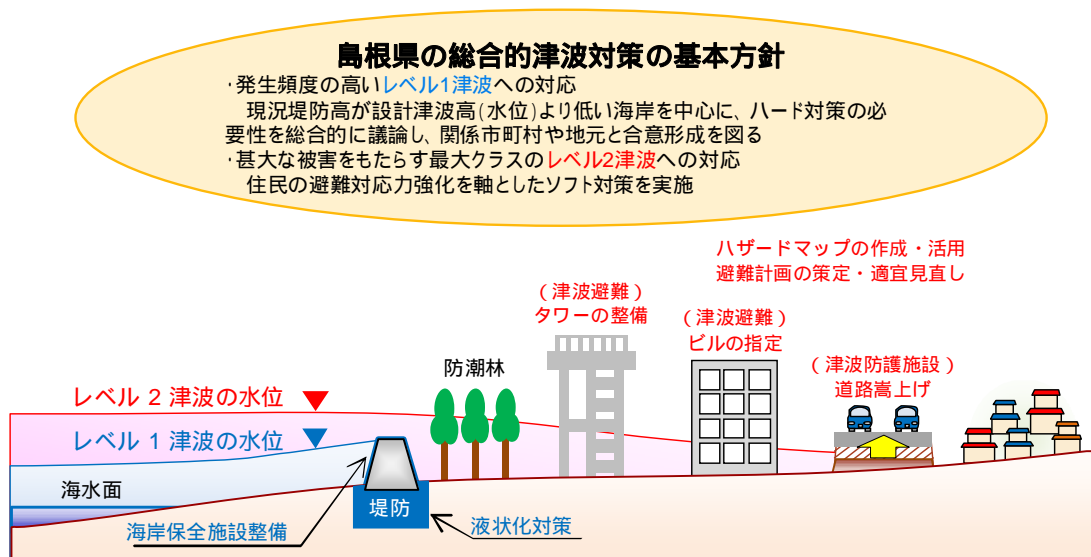 島根県の総合的津波対策の基本方針
・発生頻度の高いレベル1津波への対応
現況堤防高が設計津波高(水位)より低い海岸を中心に、ハード対策の必
要性を総合的に議論し、関係市町村や地元と合意形成を図る
・甚大な被害をもたらす最大クラスのレベル2津波への対応
住民の避難対応力強化を軸としたソフト対策を実施
ハザードマップの作成・活用
避難計画の策定・適宜見直し
（津波避難）
タワーの整備
（津波避難）
ビルの指定
（津波防護施設）
道路嵩上げ
防潮林
レベル 2 津波の水位
レベル 1 津波の水位
海水面
堤防
海岸保全施設整備
液状化対策